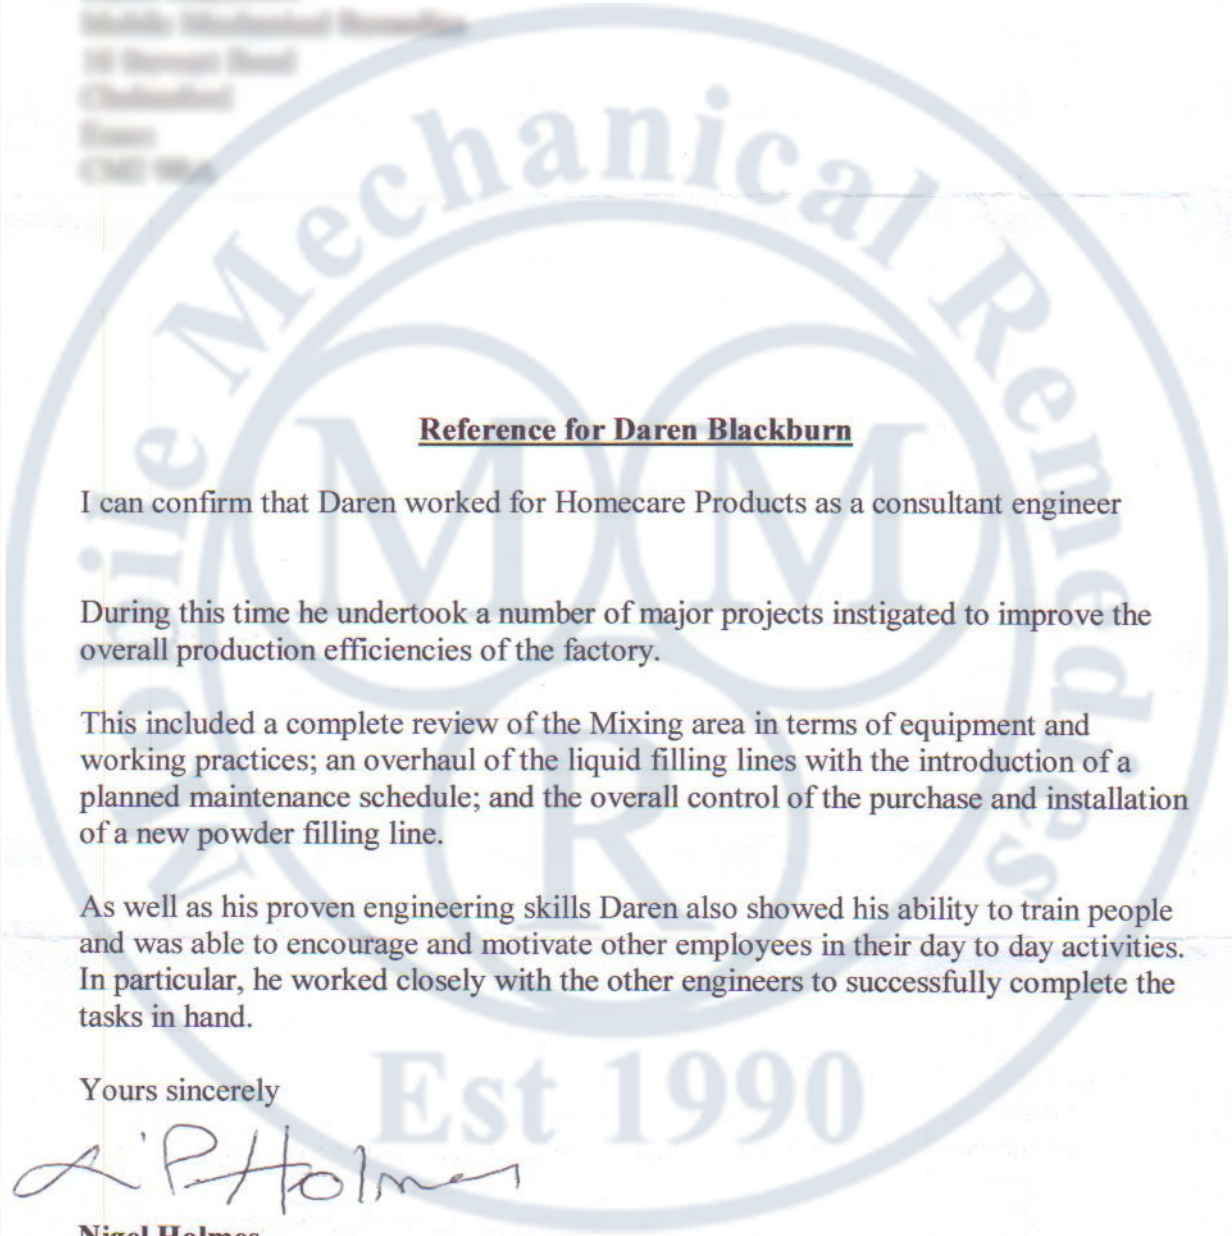 Mobile Mechanical Remedies
M M
R
Est 1990
Reference for Daren Blackburn
I can confirm that Daren worked for Homecare Products as a consultant engineer
During this time he undertook a number of major projects instigated to improve the
overall production efficiencies of the factory.
This included a complete review of the Mixing area in terms of equipment and
working practices; an overhaul of the liquid filling lines with the introduction of a
planned maintenance schedule; and the overall control of the purchase and installation
of a new powder filling line.
As well as his proven engineering skills Daren also showed his ability to train people
and was able to encourage and motivate other employees in their day to day activities.
In particular, he worked closely with the other engineers to successfully complete the
tasks in hand.
Yours sincerely
Holmes
Nigel Holmes